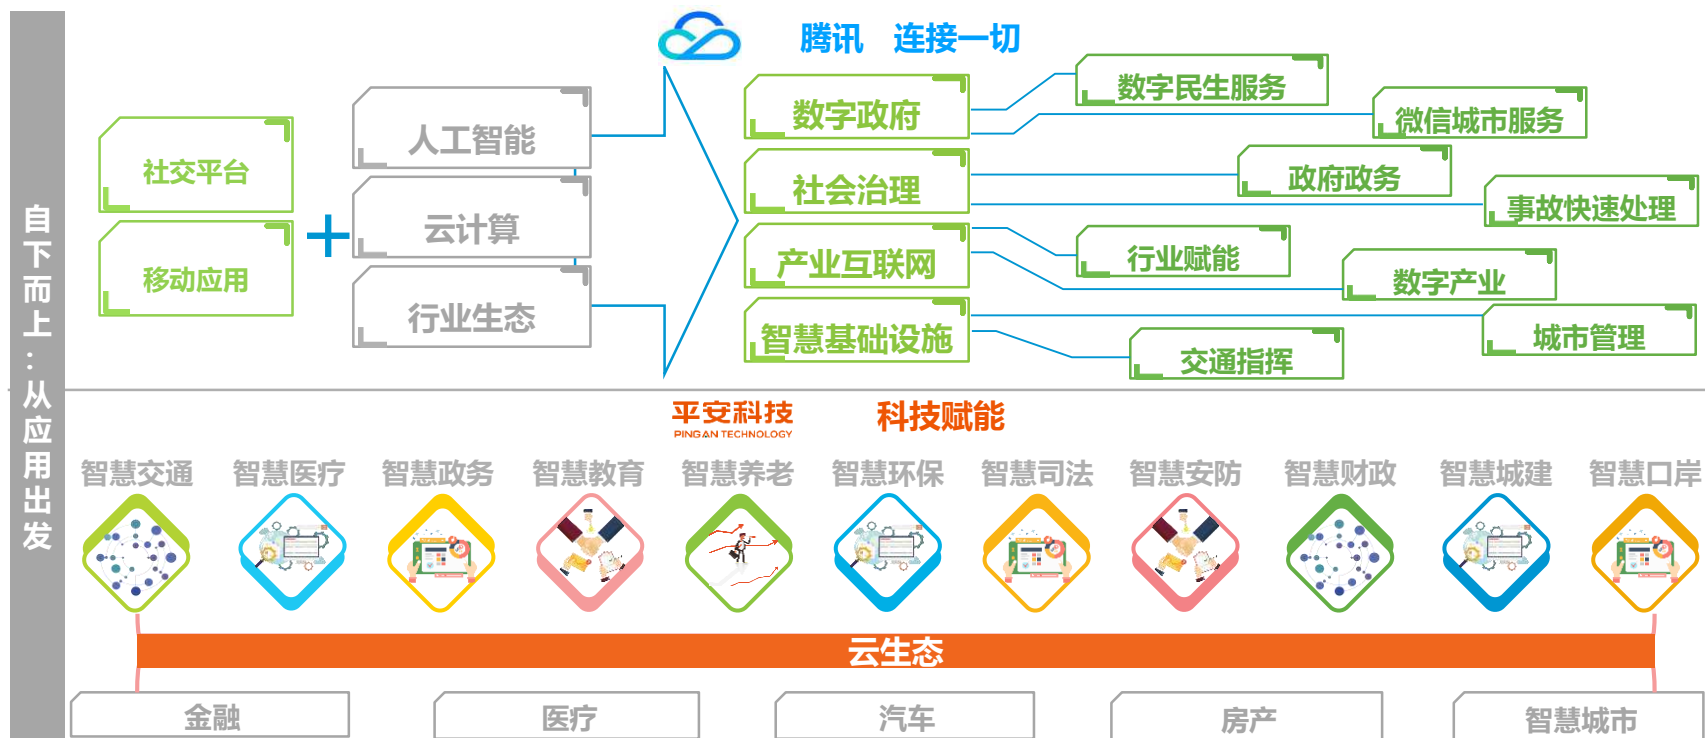 自下而上：从应用出发
腾讯 连接一切
社交平台
移动应用
+
人工智能
云计算
行业生态
数字政府
社会治理
产业互联网
智慧基础设施
数字民生服务
微信城市服务
政府政务
事故快速处理
行业赋能
数字产业
城市管理
交通指挥
平安科技
PINGAN TECHNOLOGY
科技赋能
智慧交通
智慧医疗
智慧政务
智慧教育
智慧养老
智慧环保
智慧司法
智慧安防
智慧财政
智慧城建
智慧口岸
云生态
金融
医疗
汽车
房产
智慧城市